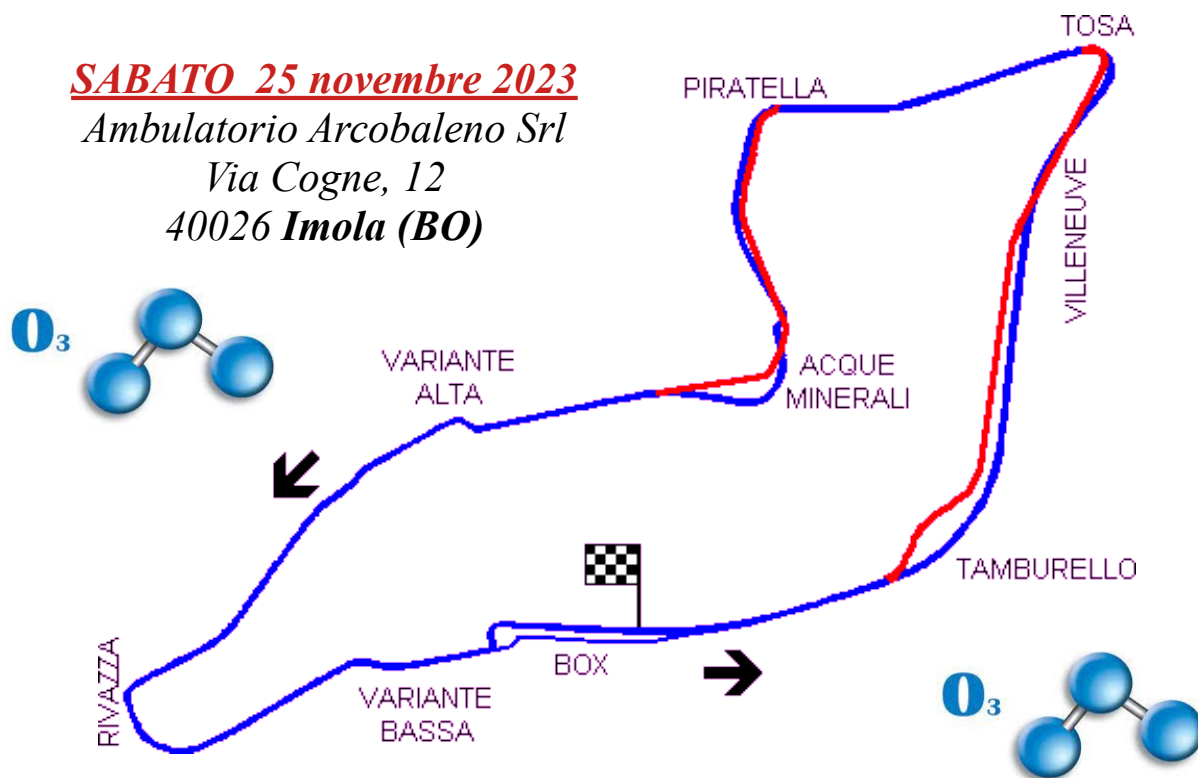 SABATO 25 novembre 2023
Ambulatorio Arcobaleno Srl
Via Cogne, 12
40026 Imola (BO)
TOSA
PIRATELLA
VILLENEUVE
O3
VARIANTE
ALTA
ACQUE
MINERALI
TAMBURELLO
BOX
RIVAZZA
VARIANTE
BASSA
O3